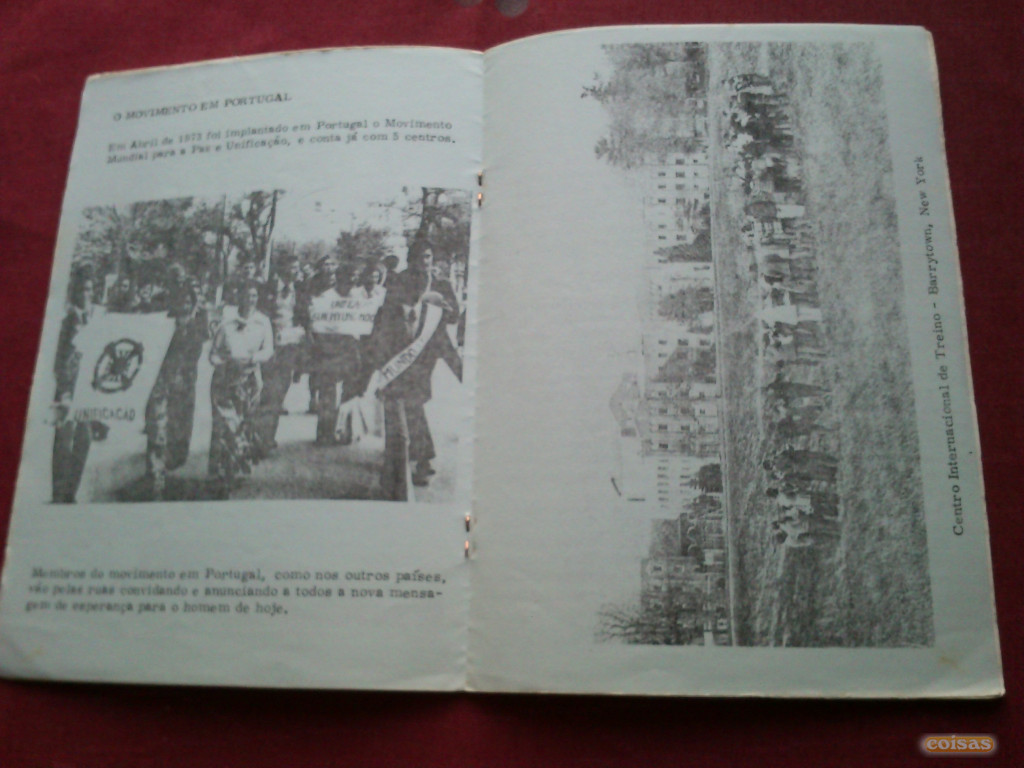 O MOVIMENTO EM PORTUGAL
Em Abril de 1975 foi implantado em Portugal o Movimento
Mundial para a Paz e Unificação, e conta já com 5 centros.
UNIFICAÇÃO
MUNDO
Membros do movimento em Portugal, como nos outros países,
vão pelas ruas convidando e anunciando a todos a nova mensa-
gem de esperança para o homem de hoje.
Centro Internacional de Treino - Barrytown, New York
coisas